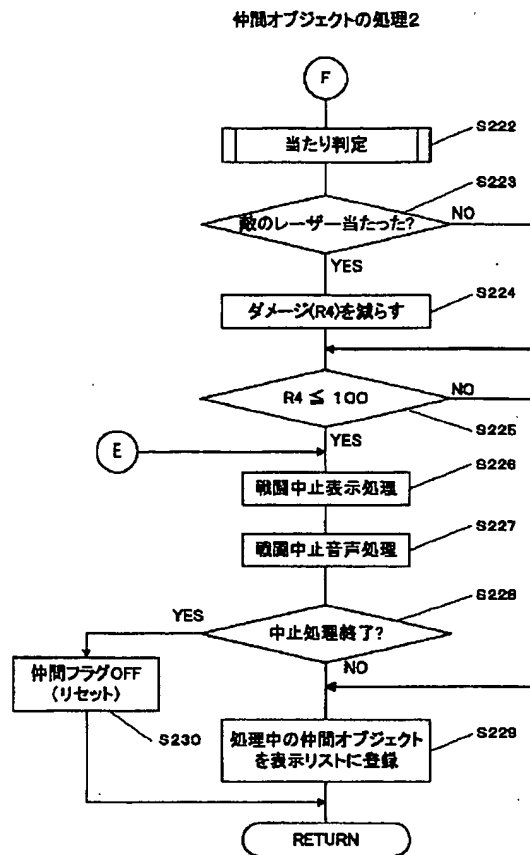 仲間オブジェクトの処理2
F
当たり判定
S222
敵のレーザー当たった?
S223
NO
YES
ダメージ(R4)を減らす
S224
R4 ≦ 100
NO
S225
YES
E
戦闘中止表示処理
S226
戦闘中止音声処理
S227
中止処理終了?
S228
YES
NO
仲間フラグOFF
(リセット)
S230
処理中の仲間オブジェクト
を表示リストに登録
S229
RETURN